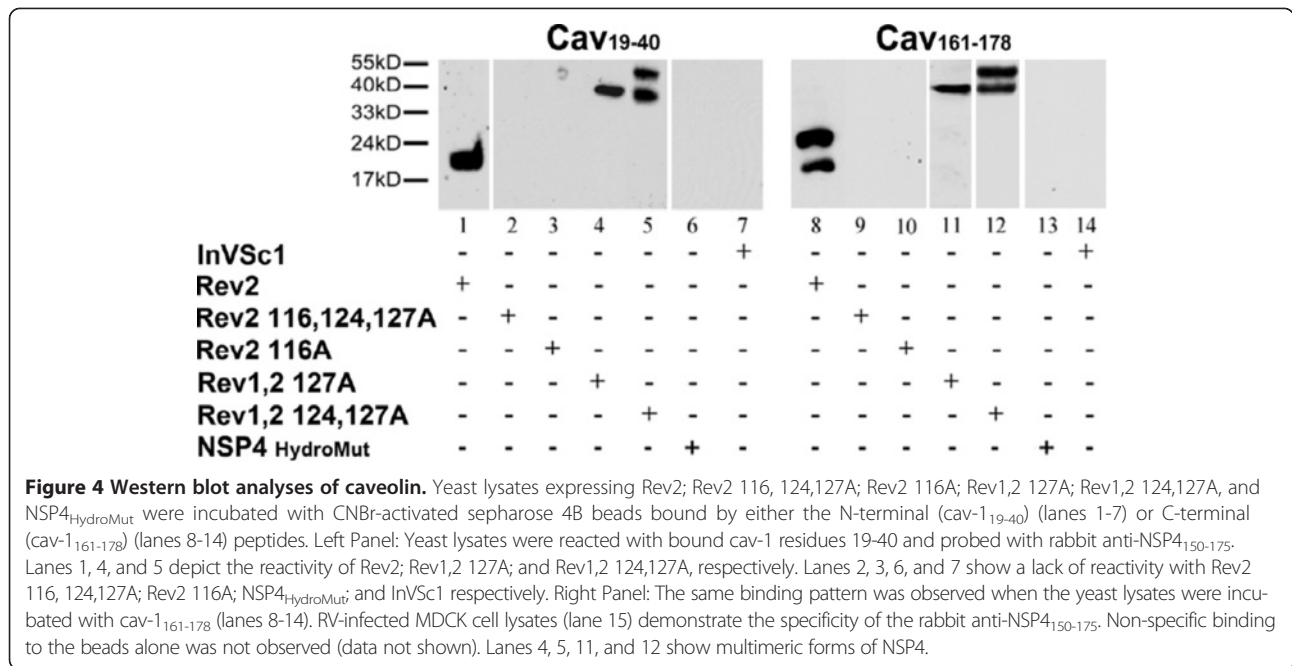 Cav19-40 Cav161-178
55kD
40kD
33kD
24kD
17kD
1 2 3 4 5 6 7 8 9 10 11 12 13 14
InVSc1 - - - - - - + - - - - - - +
Rev2 + - - - - - - + - - - - - -
Rev2 116,124,127A - + - - - - - - + - - - - -
Rev2 116A - - + - - - - - - + - - - -
Rev1,2 127A - - - + - - - - - - + - - -
Rev1,2 124,127A - - - - + - - - - - - + - -
NSP4 HydroMut - - - - - + - - - - - - + -
Figure 4 Western blot analyses of caveolin. Yeast lysates expressing Rev2; Rev2 116, 124,127A; Rev2 116A; Rev1,2 127A; Rev1,2 124,127A, and
NSP4HydroMut were incubated with CNBr-activated sepharose 4B beads bound by either the N-terminal (cav-119-40) (lanes 1-7) or C-terminal
(cav-1161-178) (lanes 8-14) peptides. Left Panel: Yeast lysates were reacted with bound cav-1 residues 19-40 and probed with rabbit anti-NSP4150-175.
Lanes 1, 4, and 5 depict the reactivity of Rev2; Rev1,2 127A; and Rev1,2 124,127A, respectively. Lanes 2, 3, 6, and 7 show a lack of reactivity with Rev2
116, 124,127A; Rev2 116A; NSP4HydroMut; and InVSc1 respectively. Right Panel: The same binding pattern was observed when the yeast lysates were incu-
bated with cav-1161-178 (lanes 8-14). RV-infected MDCK cell lysates (lane 15) demonstrate the specificity of the rabbit anti-NSP4150-175. Non-specific binding
to the beads alone was not observed (data not shown). Lanes 4, 5, 11, and 12 show multimeric forms of NSP4.